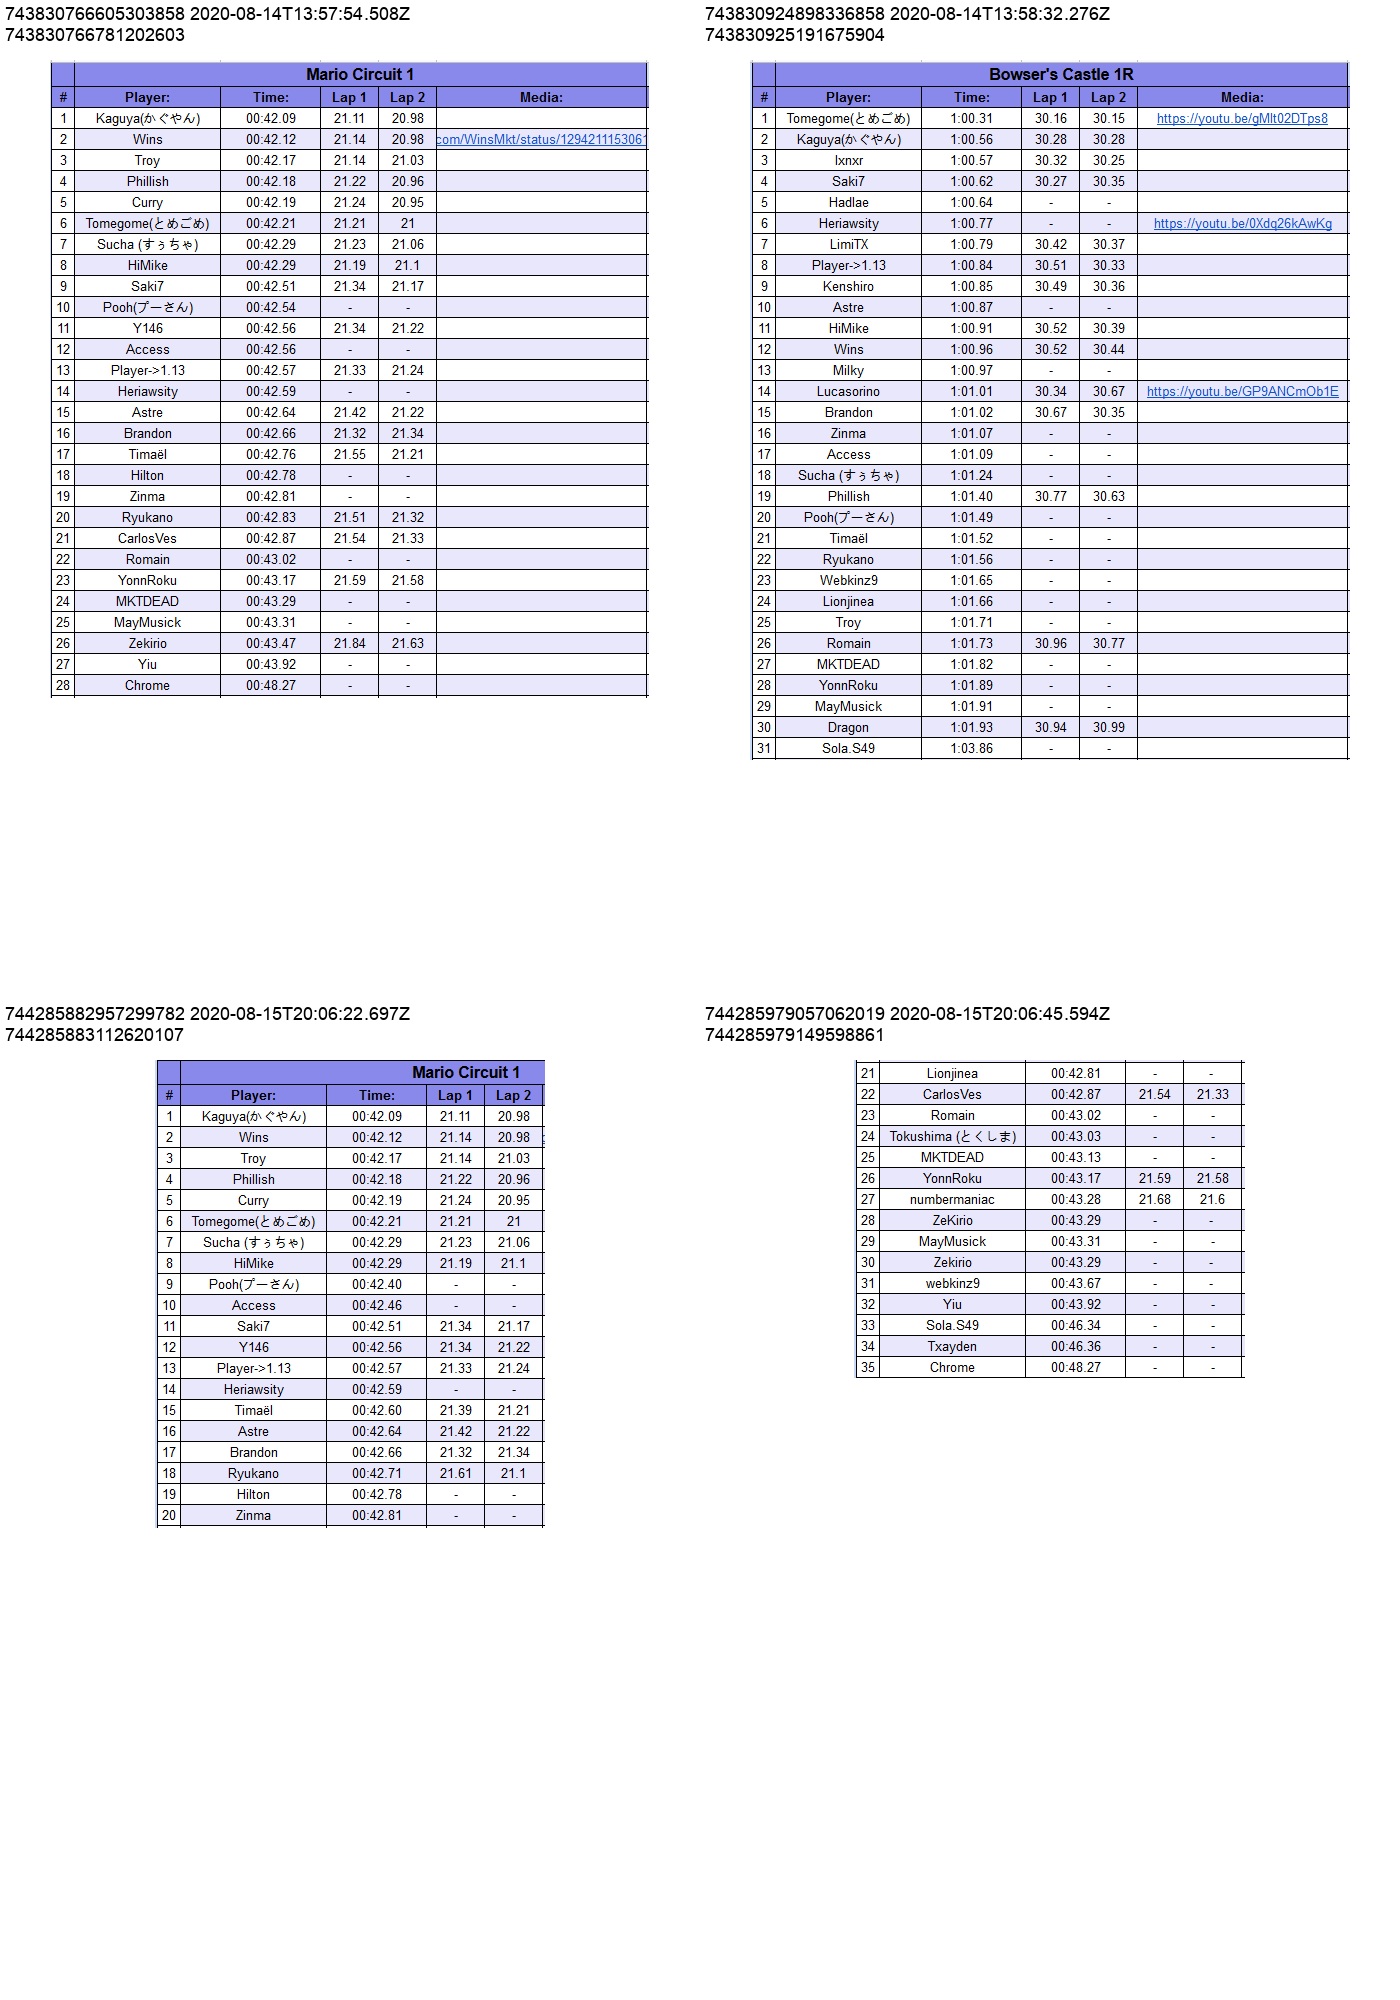 743830766605303858 2020-08-14T13:57:54.508Z
743830766781202603
Mario Circuit 1
# Player: Time: Lap 1 Lap 2 Media:
1 Kaguya(かぐやん) 00:42.09 21.11 20.98
2 Wins 00:42.12 21.14 20.98 com/WinsMkt/status/1294211153061
3 Troy 00:42.17 21.14 21.03
4 Phillish 00:42.18 21.22 20.96
5 Curry 00:42.19 21.24 20.95
6 Tomegome(とめごめ) 00:42.21 21.21 21
7 Sucha (すぅちゃ) 00:42.29 21.23 21.06
8 HiMike 00:42.29 21.19 21.1
9 Saki7 00:42.51 21.34 21.17
10 Pooh(プーさん) 00:42.54 - -
11 Y146 00:42.56 21.34 21.22
12 Access 00:42.56 - -
13 Player->1.13 00:42.57 21.33 21.24
14 Heriawsity 00:42.59 - -
15 Astre 00:42.64 21.42 21.22
16 Brandon 00:42.66 21.32 21.34
17 Timaël 00:42.76 21.55 21.21
18 Hilton 00:42.78 - -
19 Zinma 00:42.81 - -
20 Ryukano 00:42.83 21.51 21.32
21 CarlosVes 00:42.87 21.54 21.33
22 Romain 00:43.02 - -
23 YonnRoku 00:43.17 21.59 21.58
24 MKTDEAD 00:43.29 - -
25 MayMusick 00:43.31 - -
26 Zekirio 00:43.47 21.84 21.63
27 Yiu 00:43.92 - -
28 Chrome 00:48.27 - -
743830924898336858 2020-08-14T13:58:32.276Z
743830925191675904
Bowser's Castle 1R
# Player: Time: Lap 1 Lap 2 Media:
1 Tomegome(とめごめ) 1:00.31 30.16 30.15 https://youtu.be/gMlt02DTps8
2 Kaguya(かぐやん) 1:00.56 30.28 30.28
3 Ixnxr 1:00.57 30.32 30.25
4 Saki7 1:00.62 30.27 30.35
5 Hadlae 1:00.64 - -
6 Heriawsity 1:00.77 - - https://youtu.be/0Xdq26kAwKg
7 LimiTX 1:00.79 30.42 30.37
8 Player->1.13 1:00.84 30.51 30.33
9 Kenshiro 1:00.85 30.49 30.36
10 Astre 1:00.87 - -
11 HiMike 1:00.91 30.52 30.39
12 Wins 1:00.96 30.52 30.44
13 Milky 1:00.97 - -
14 Lucasorino 1:01.01 30.34 30.67 https://youtu.be/GP9ANCmOb1E
15 Brandon 1:01.02 30.67 30.35
16 Zinma 1:01.07 - -
17 Access 1:01.09 - -
18 Sucha (すぅちゃ) 1:01.24 - -
19 Phillish 1:01.40 30.77 30.63
20 Pooh(プーさん) 1:01.49 - -
21 Timaël 1:01.52 - -
22 Ryukano 1:01.56 - -
23 Webkinz9 1:01.65 - -
24 Lionjinea 1:01.66 - -
25 Troy 1:01.71 - -
26 Romain 1:01.73 30.96 30.77
27 MKTDEAD 1:01.82 - -
28 YonnRoku 1:01.89 - -
29 MayMusick 1:01.91 - -
30 Dragon 1:01.93 30.94 30.99
31 Sola.S49 1:03.86 - -
744285882957299782 2020-08-15T20:06:22.697Z
744285883112620107
Mario Circuit 1
# Player: Time: Lap 1 Lap 2
1 Kaguya(かぐやん) 00:42.09 21.11 20.98
2 Wins 00:42.12 21.14 20.98
3 Troy 00:42.17 21.14 21.03
4 Phillish 00:42.18 21.22 20.96
5 Curry 00:42.19 21.24 20.95
6 Tomegome(とめごめ) 00:42.21 21.21 21
7 Sucha (すぅちゃ) 00:42.29 21.23 21.06
8 HiMike 00:42.29 21.19 21.1
9 Pooh(プーさん) 00:42.40 - -
10 Access 00:42.46 - -
11 Saki7 00:42.51 21.34 21.17
12 Y146 00:42.56 21.34 21.22
13 Player->1.13 00:42.57 21.33 21.24
14 Heriawsity 00:42.59 - -
15 Timaël 00:42.60 21.39 21.21
16 Astre 00:42.64 21.42 21.22
17 Brandon 00:42.66 21.32 21.34
18 Ryukano 00:42.71 21.61 21.1
19 Hilton 00:42.78 - -
20 Zinma 00:42.81 - -
744285979057062019 2020-08-15T20:06:45.594Z
744285979149598861
21 Lionjinea 00:42.81 - -
22 CarlosVes 00:42.87 21.54 21.33
23 Romain 00:43.02 - -
24 Tokushima (とくしま) 00:43.03 - -
25 MKTDEAD 00:43.13 - -
26 YonnRoku 00:43.17 21.59 21.58
27 numbermaniac 00:43.28 21.68 21.6
28 ZeKirio 00:43.29 - -
29 MayMusick 00:43.31 - -
30 Zekirio 00:43.29 - -
31 webkinz9 00:43.67 - -
32 Yiu 00:43.92 - -
33 Sola.S49 00:46.34 - -
34 Txayden 00:46.36 - -
35 Chrome 00:48.27 - -